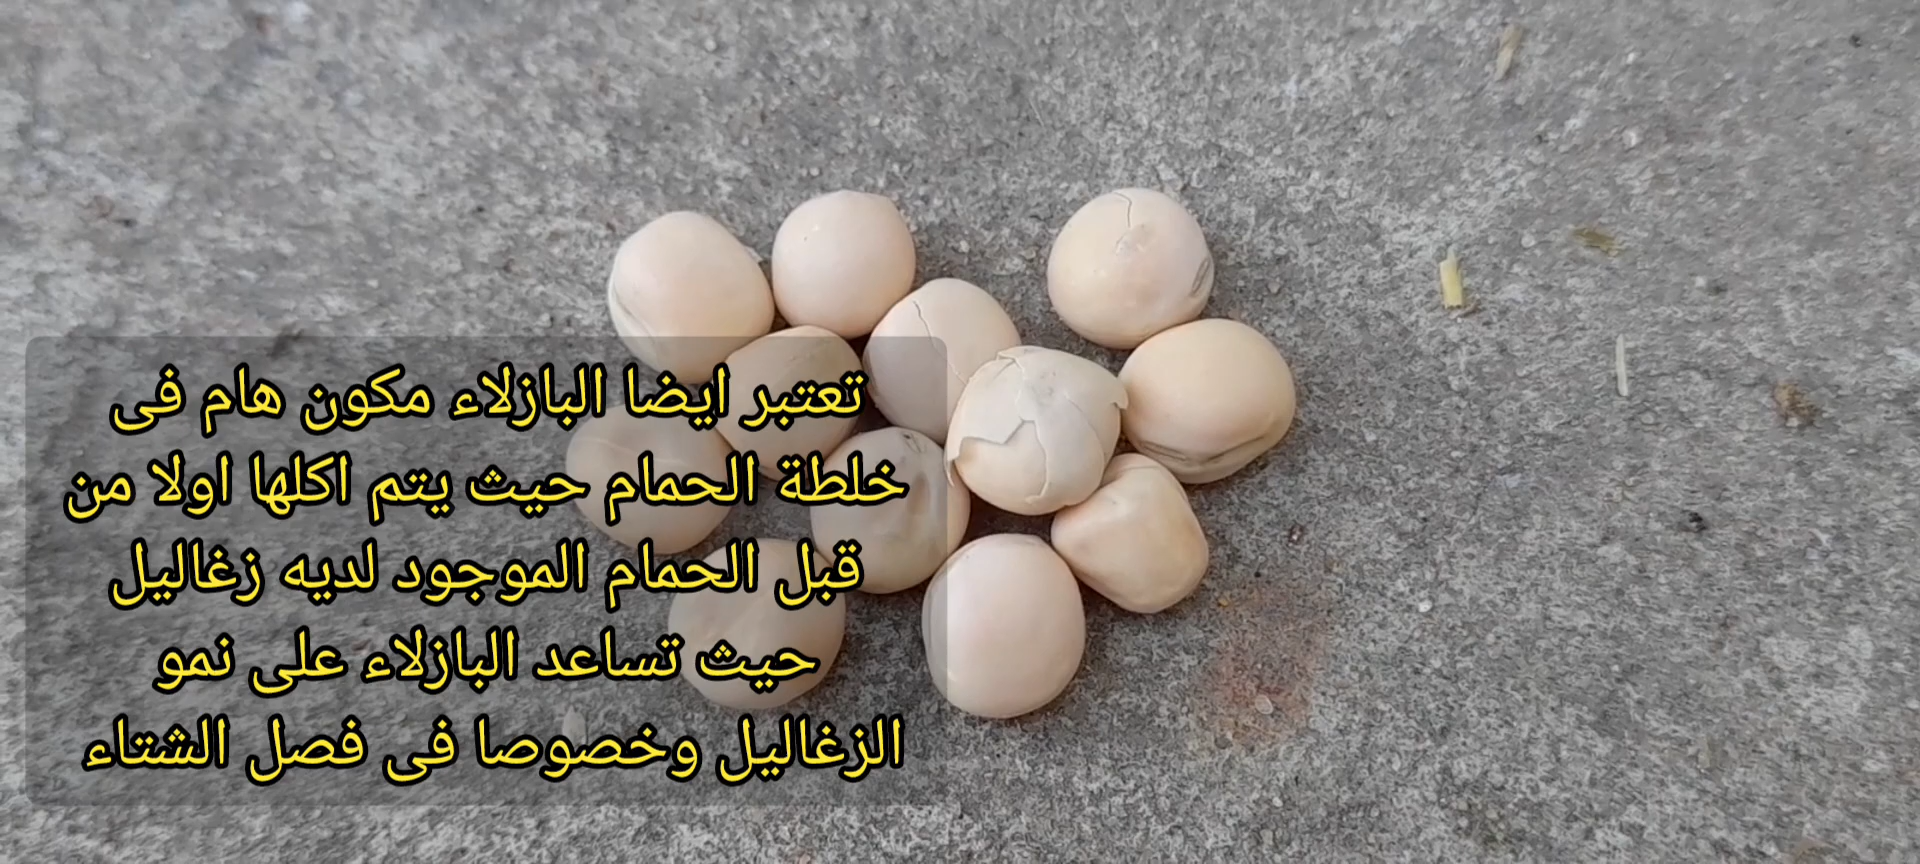 تعتبر ايضا البازلاء مكون هام فى
خلطة الحمام حيث يتم اكلها اولا من
قبل الحمام الموجود لديه زغاليل
حيث تساعد البازلاء على نمو
الزغاليل وخصوصا فى فصل الشتاء